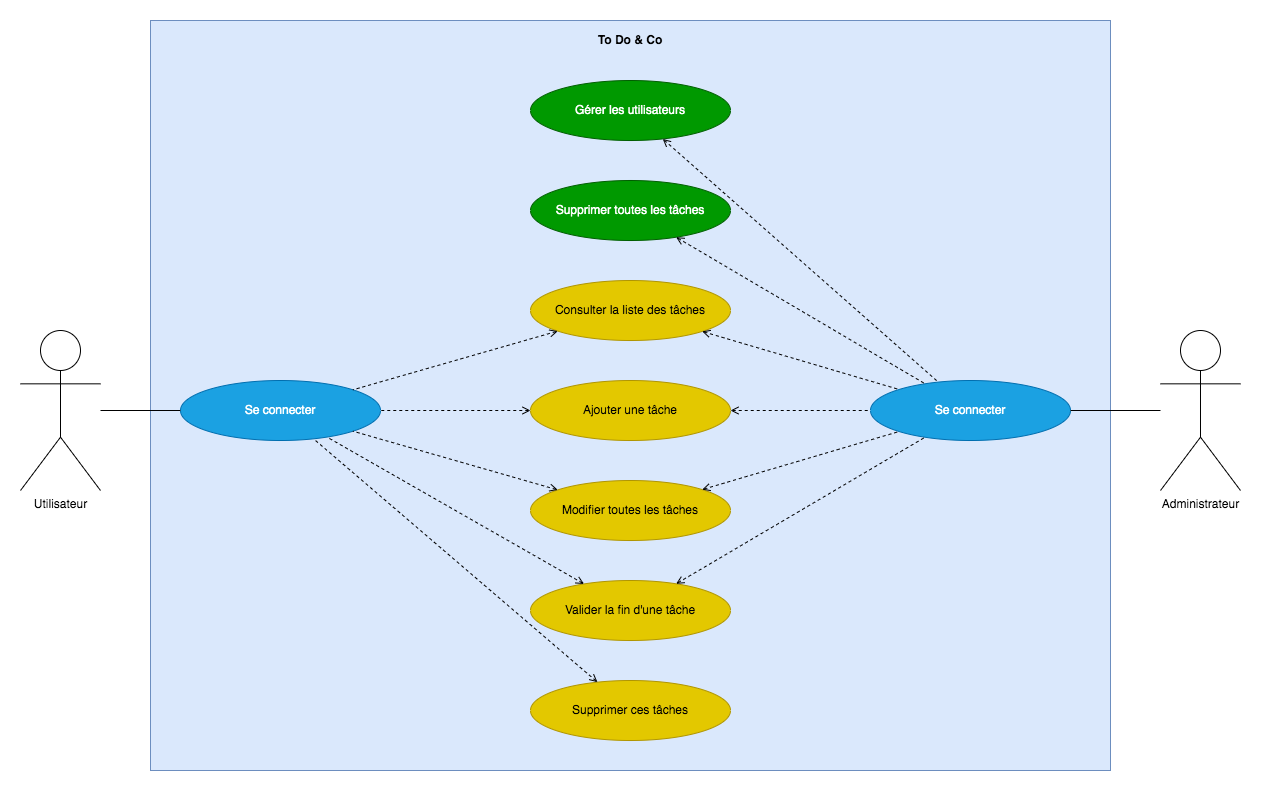 To Do & Co
Gérer les utilisateurs
Supprimer toutes les tâches
Consulter la liste des tâches
Se connecter
Ajouter une tâche
Se connecter
Utilisateur
Modifier toutes les tâches
Administrateur
Valider la fin d'une tâche
Supprimer ces tâches